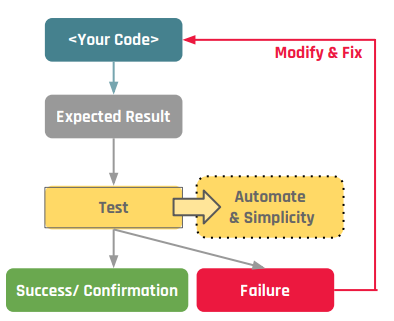 <Your Code>
Modify & Fix
Expected Result
Test
Automate
& Simplicity
Success/ Confirmation
Failure